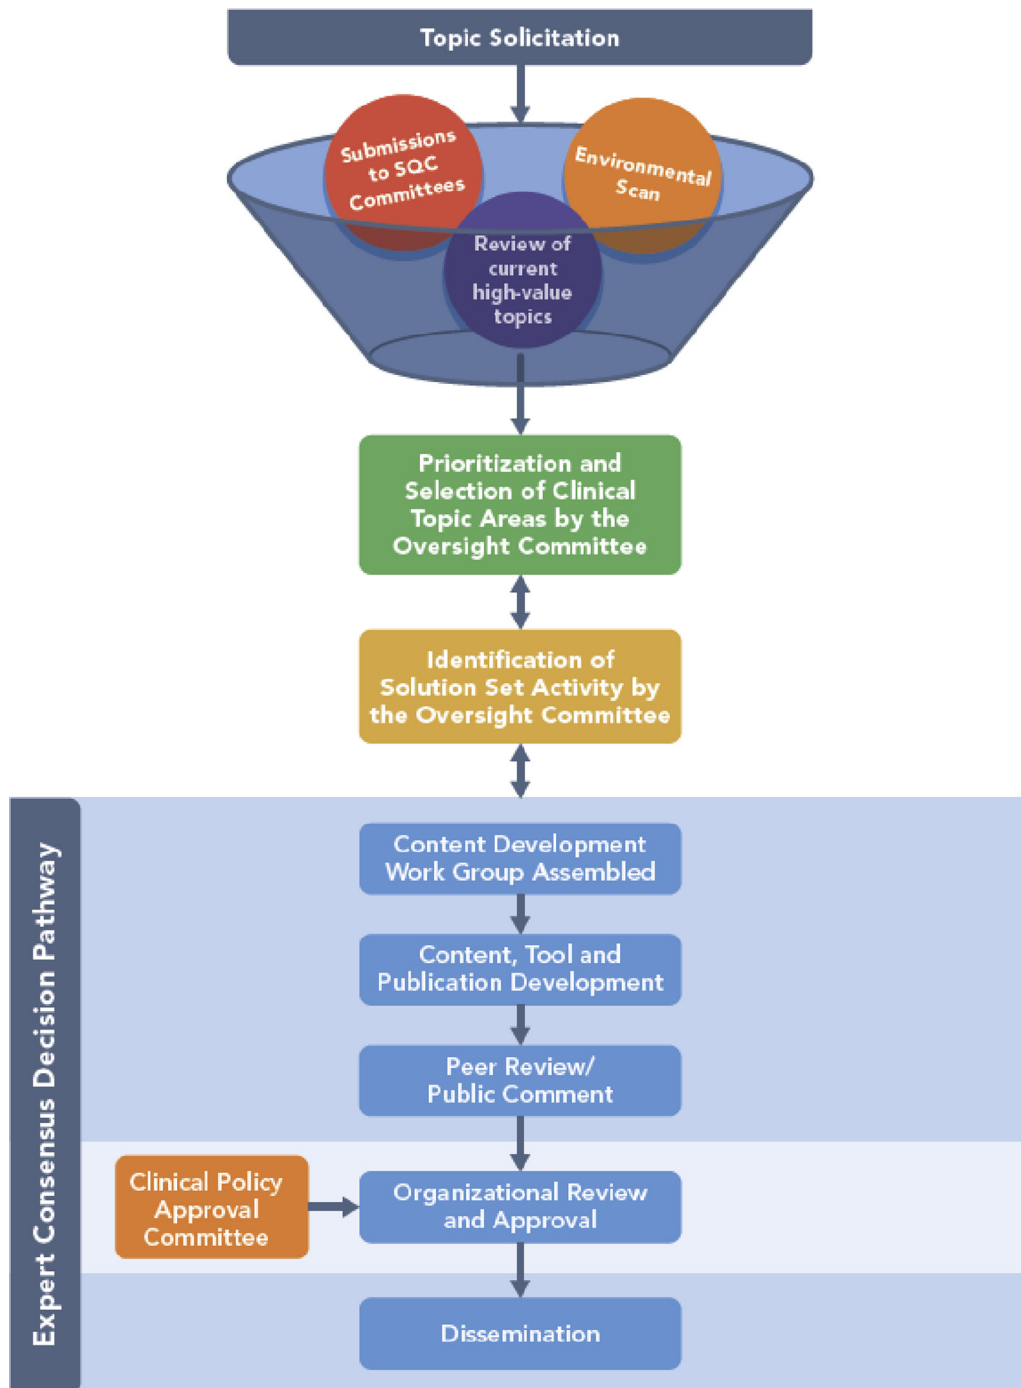 Topic Solicitation
Submissions
to SQC
Committees
Environmental
Scan
Review of
current
high-value
topics
Prioritization and
Selection of Clinical
Topic Areas by the
Oversight Committee
Identification of
Solution Set Activity by
the Oversight Committee
Expert Consensus Decision Pathway
Content Development
Work Group Assembled
Content, Tool and
Publication Development
Peer Review/
Public Comment
Clinical Policy
Approval
Committee
Organizational Review
and Approval
Dissemination